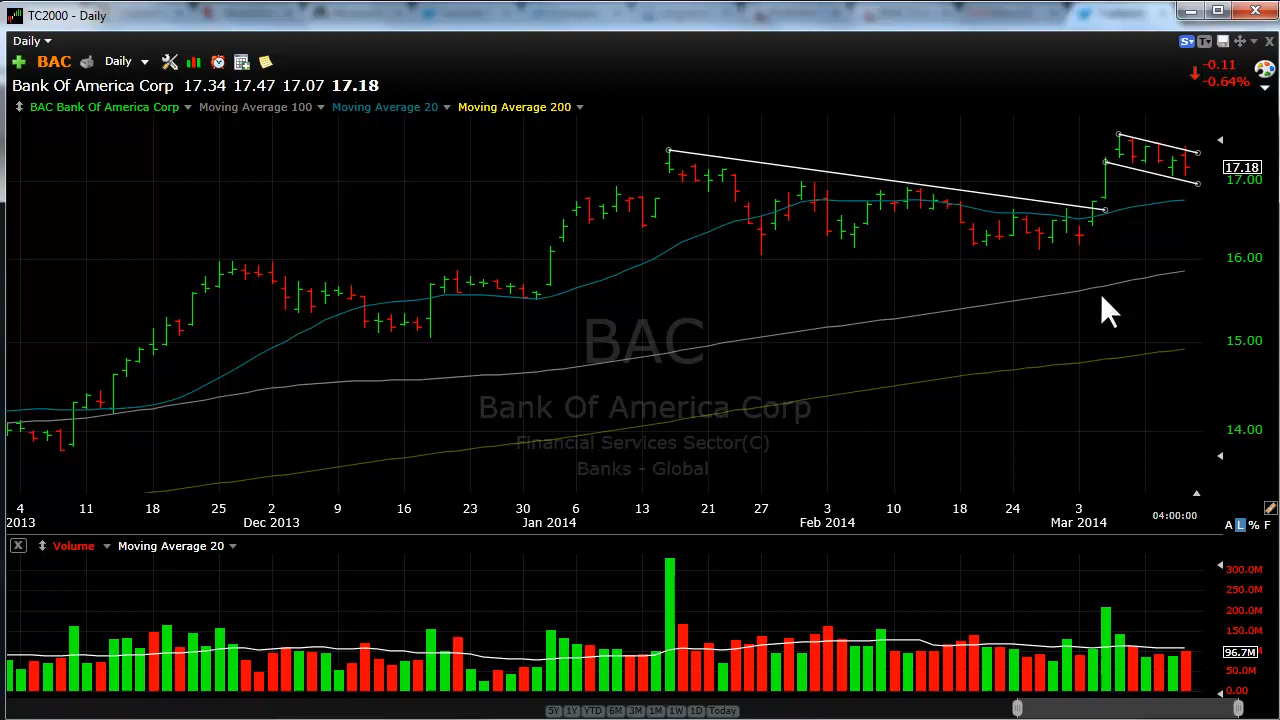 TC2000 - Daily
Daily
S T
BAC Daily
-0.11
-0.64%
Bank Of America Corp 17.34 17.47 17.07 17.18
BAC Bank Of America Corp Moving Average 100 Moving Average 20 Moving Average 200
17.18
17.00
16.00
15.00
14.00
BAC
Bank Of America Corp
Financial Services Sector(C)
Banks - Global
4 11 18 25 2 9 16 23 30 6 13 21 27 3 10 18 24 3
2013 Dec 2013 Jan 2014 Feb 2014 Mar 2014 04:00:00
A L % F
X Volume Moving Average 20
300.0M
250.0M
200.0M
150.0M
96.7M
50.0M
0.00
5Y 1Y YTD 6M 3M 1M 1W 1D Today